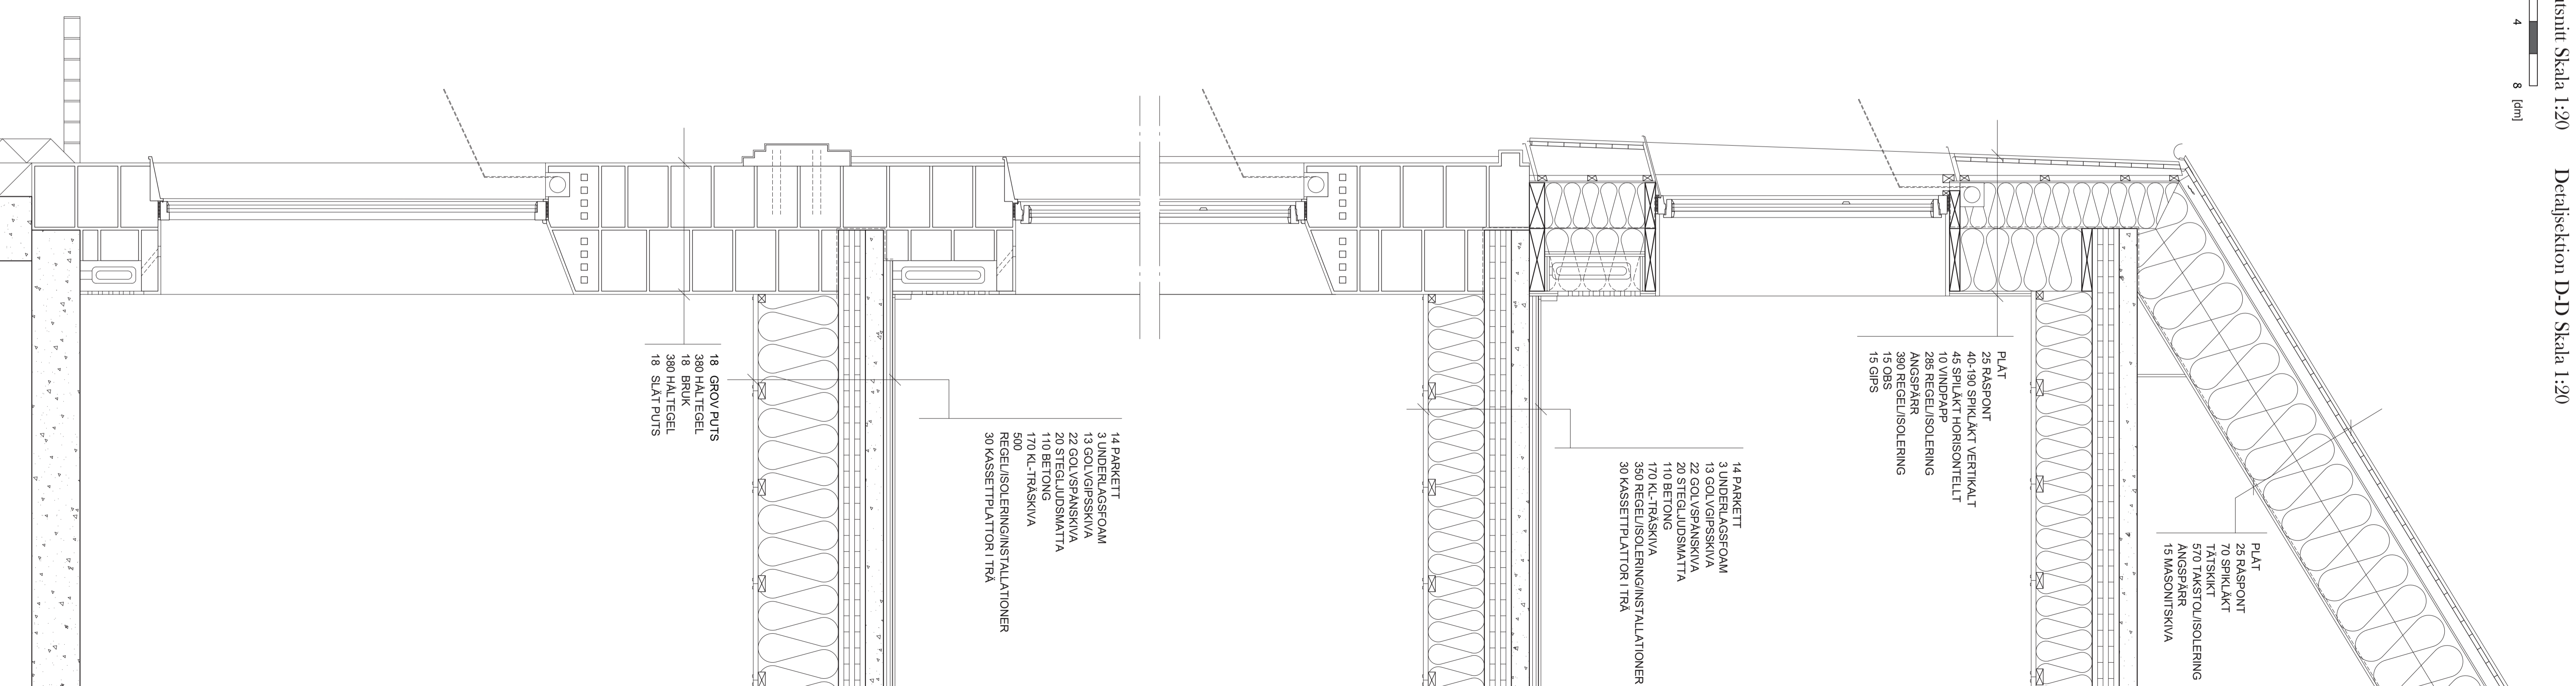 utsnitt Skala 1:20
Detaljsektion D-D Skala 1:20
4
8
[dm]
PLÅT
25 RÅSPONT
70 SPIKLÄKT
TÄTSKIKT
570 TAKSTOL/ISOLERING
ÅNGSPÄRR
15 MASONITSKIVA
PLÅT
25 RÅSPONT
40-190 SPIKLÄKT VERTIKALT
45 SPILÄKT HORISONTELLT
10 VINDPAPP
285 REGEL/ISOLERING
ÅNGSPÄRR
390 REGEL/ISOLERING
15 OBS
15 GIPS
14 PARKETT
3 UNDERLAGSFOAM
13 GOLVGIPSSKIVA
22 GOLVSPÅNSKIVA
20 STEGLJUDSMATTA
110 BETONG
170 KL-TRÄSKIVA
350 REGEL/ISOLERING/INSTALLATIONER
30 KASSETTPLATTOR I TRÄ
14 PARKETT
3 UNDERLAGSFOAM
13 GOLVGIPSSKIVA
22 GOLVSPÅNSKIVA
20 STEGLJUDSMATTA
110 BETONG
170 KL-TRÄSKIVA
500
REGEL/ISOLERING/INSTALLATIONER
30 KASSETTPLATTOR I TRÄ
18 GROV PUTS
380 HÅLTEGEL
18 BRUK
380 HÅLTEGEL
18 SLÄT PUTS